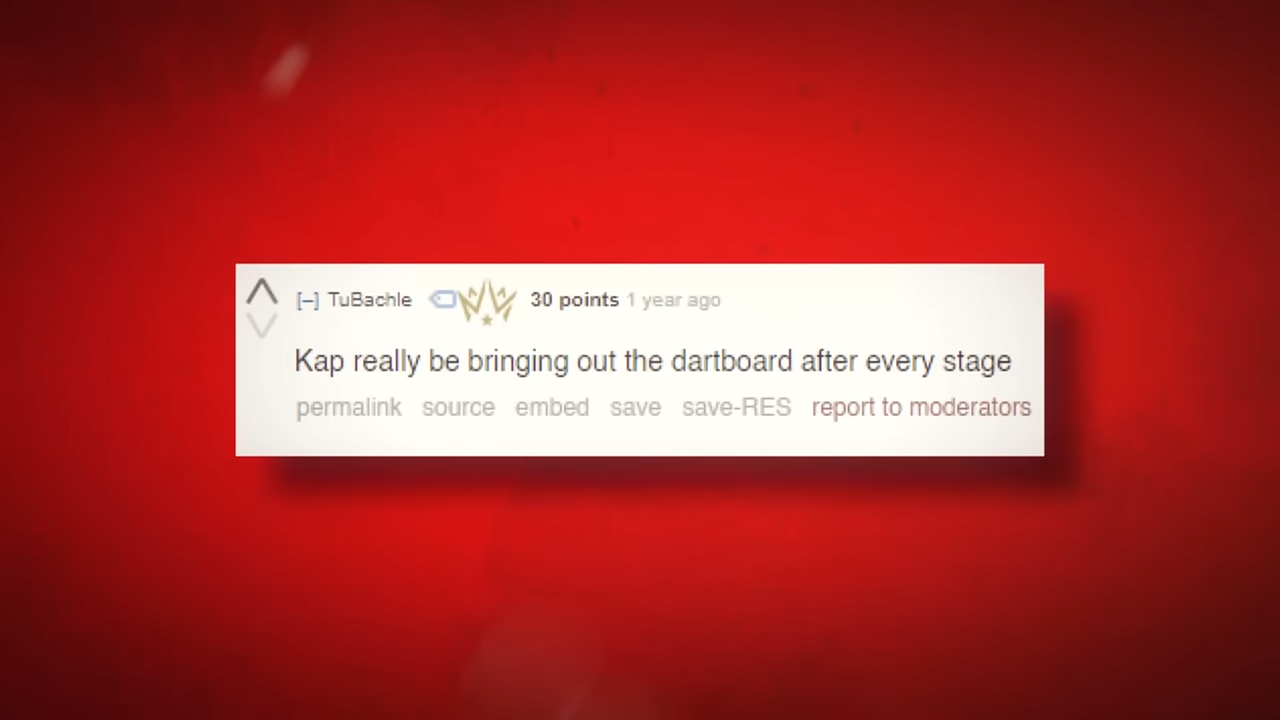 [–] TuBachle 30 points 1 year ago
Kap really be bringing out the dartboard after every stage
permalink source embed save save-RES report to moderators